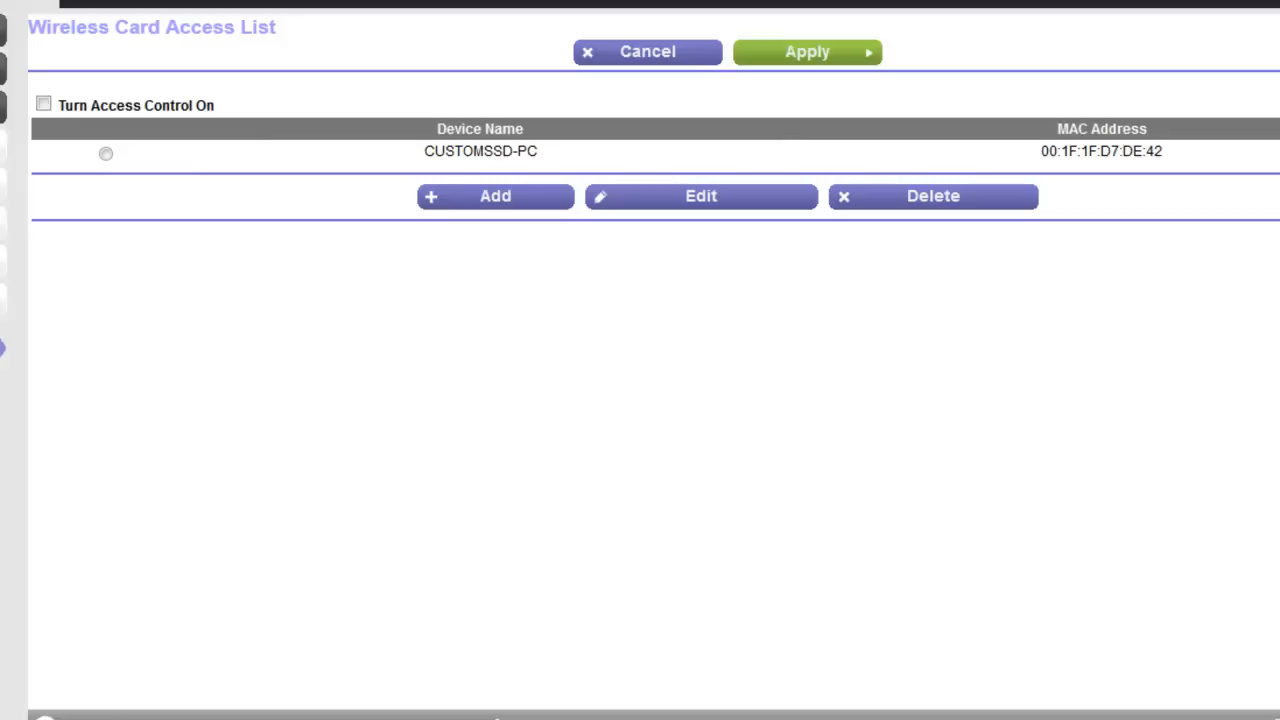 Wireless Card Access List
Cancel Apply
Turn Access Control On
Device Name MAC Address
CUSTOMSSD-PC 00:1F:1F:D7:DE:42
Add Edit Delete